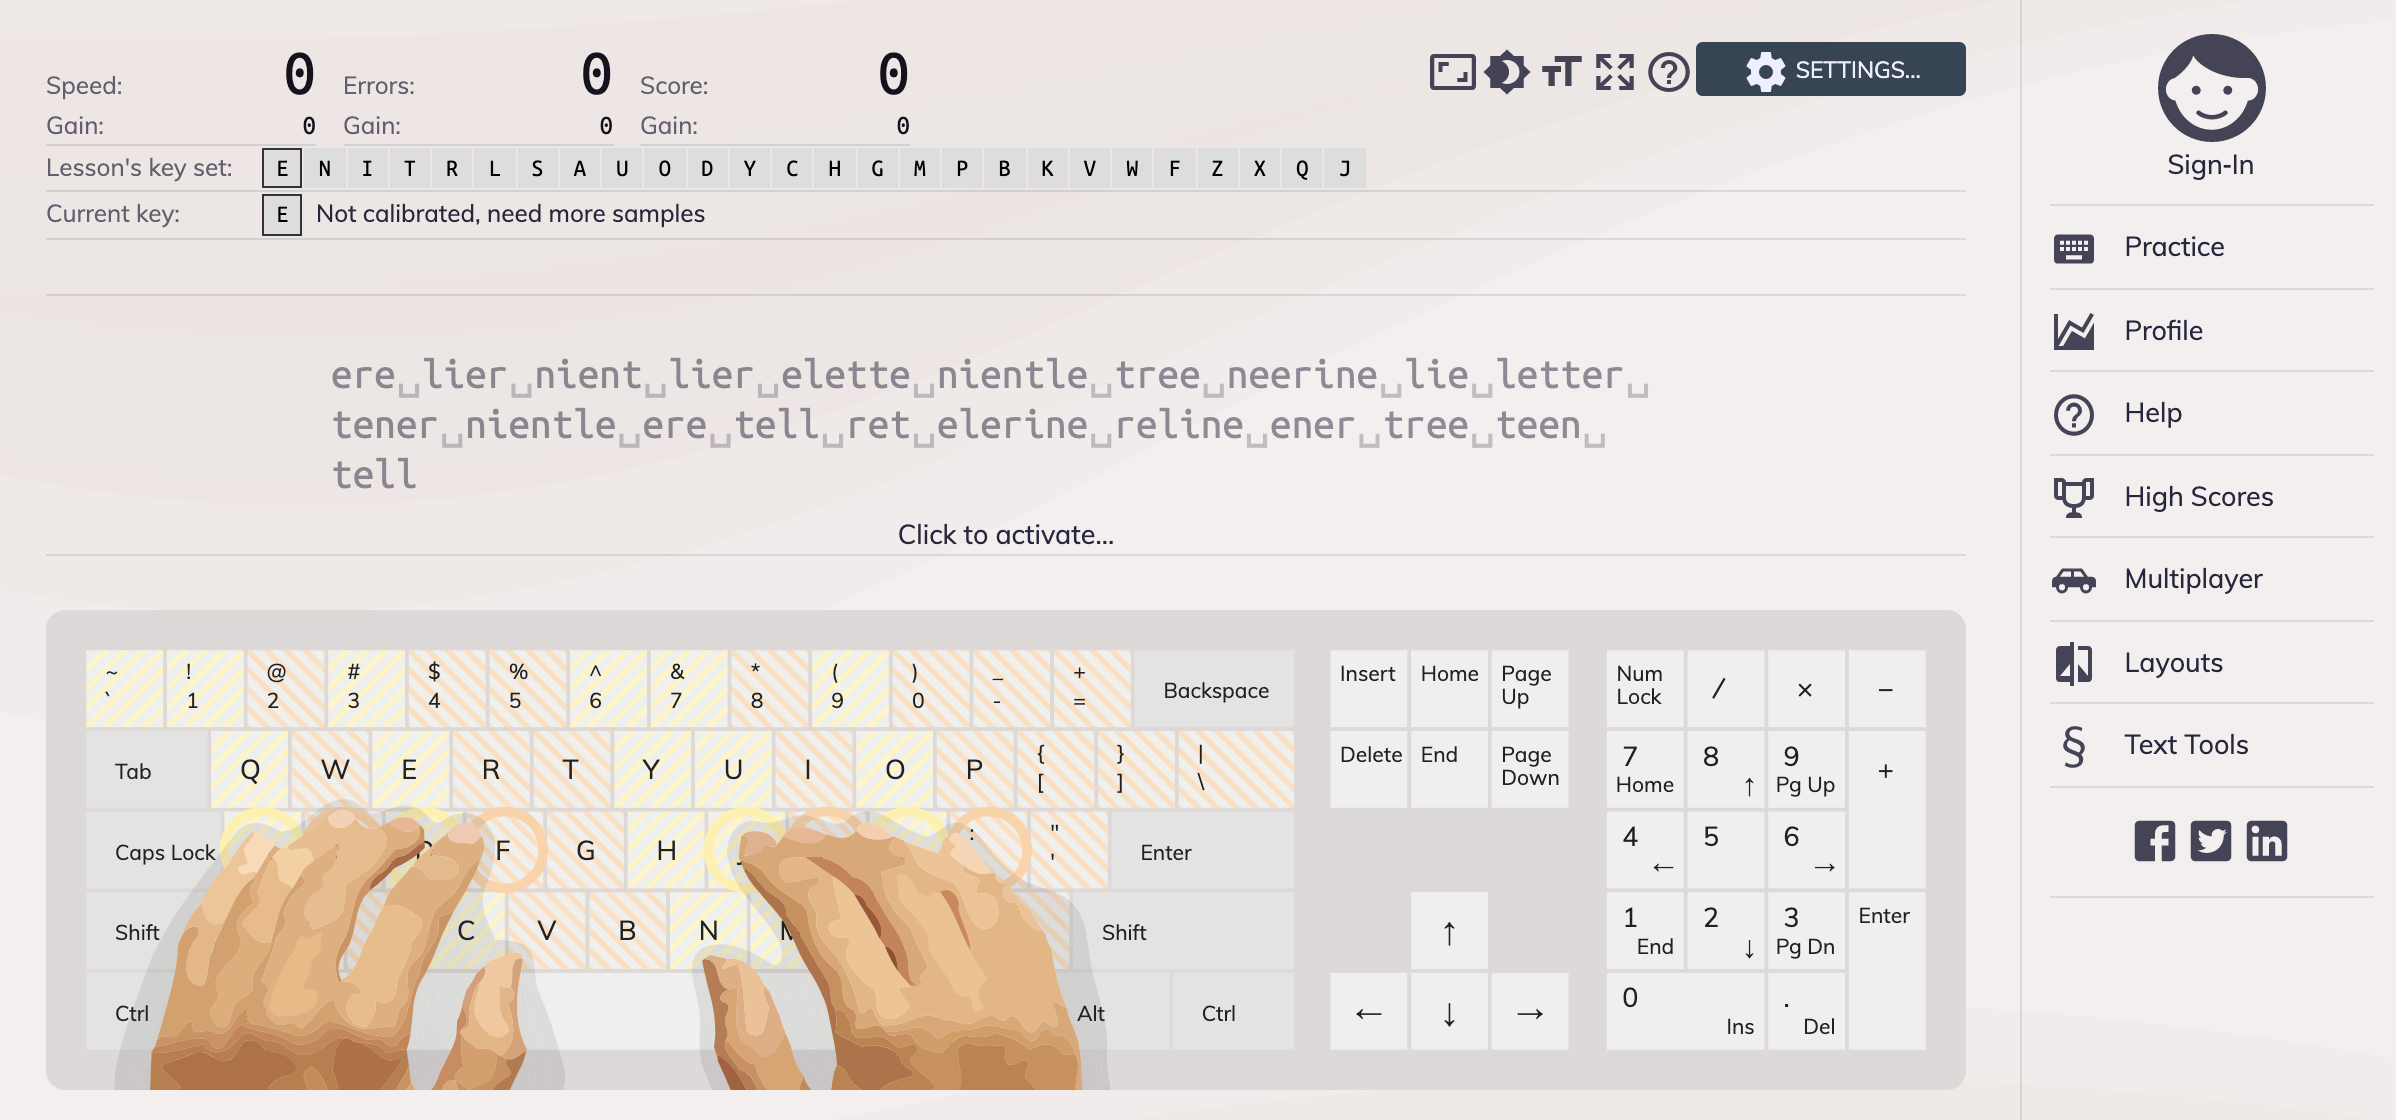 Speed: 0 Errors: 0 Score: 0
Gain: 0 Gain: 0 Gain: 0
SETTINGS...
Lesson's key set: E N I T R L S A U O D Y C H G M P B K V W F Z X Q J
Current key: E Not calibrated, need more samples
ere␣lier␣nient␣lier␣elette␣nientle␣tree␣neerine␣lie␣letter␣
tener␣nientle␣ere␣tell␣ret␣elerine␣reline␣ener␣tree␣teen␣
tell
Click to activate...
~ ! @ # $ % ^ & * ( ) _ +
` 1 2 3 4 5 6 7 8 9 0 - = Backspace
Tab Q W E R T Y U I O P { [ } ] | \
Caps Lock F G H : " ' Enter
Shift C V B N Shift
Ctrl Alt Ctrl
Insert Home Page Up
Delete End Page Down
↑
← ↓ →
Num Lock / × −
7 Home 8 ↑ 9 Pg Up +
4 ← 5 6 →
1 End 2 ↓ 3 Pg Dn Enter
0 Ins . Del
Sign-In
Practice
Profile
Help
High Scores
Multiplayer
Layouts
§ Text Tools